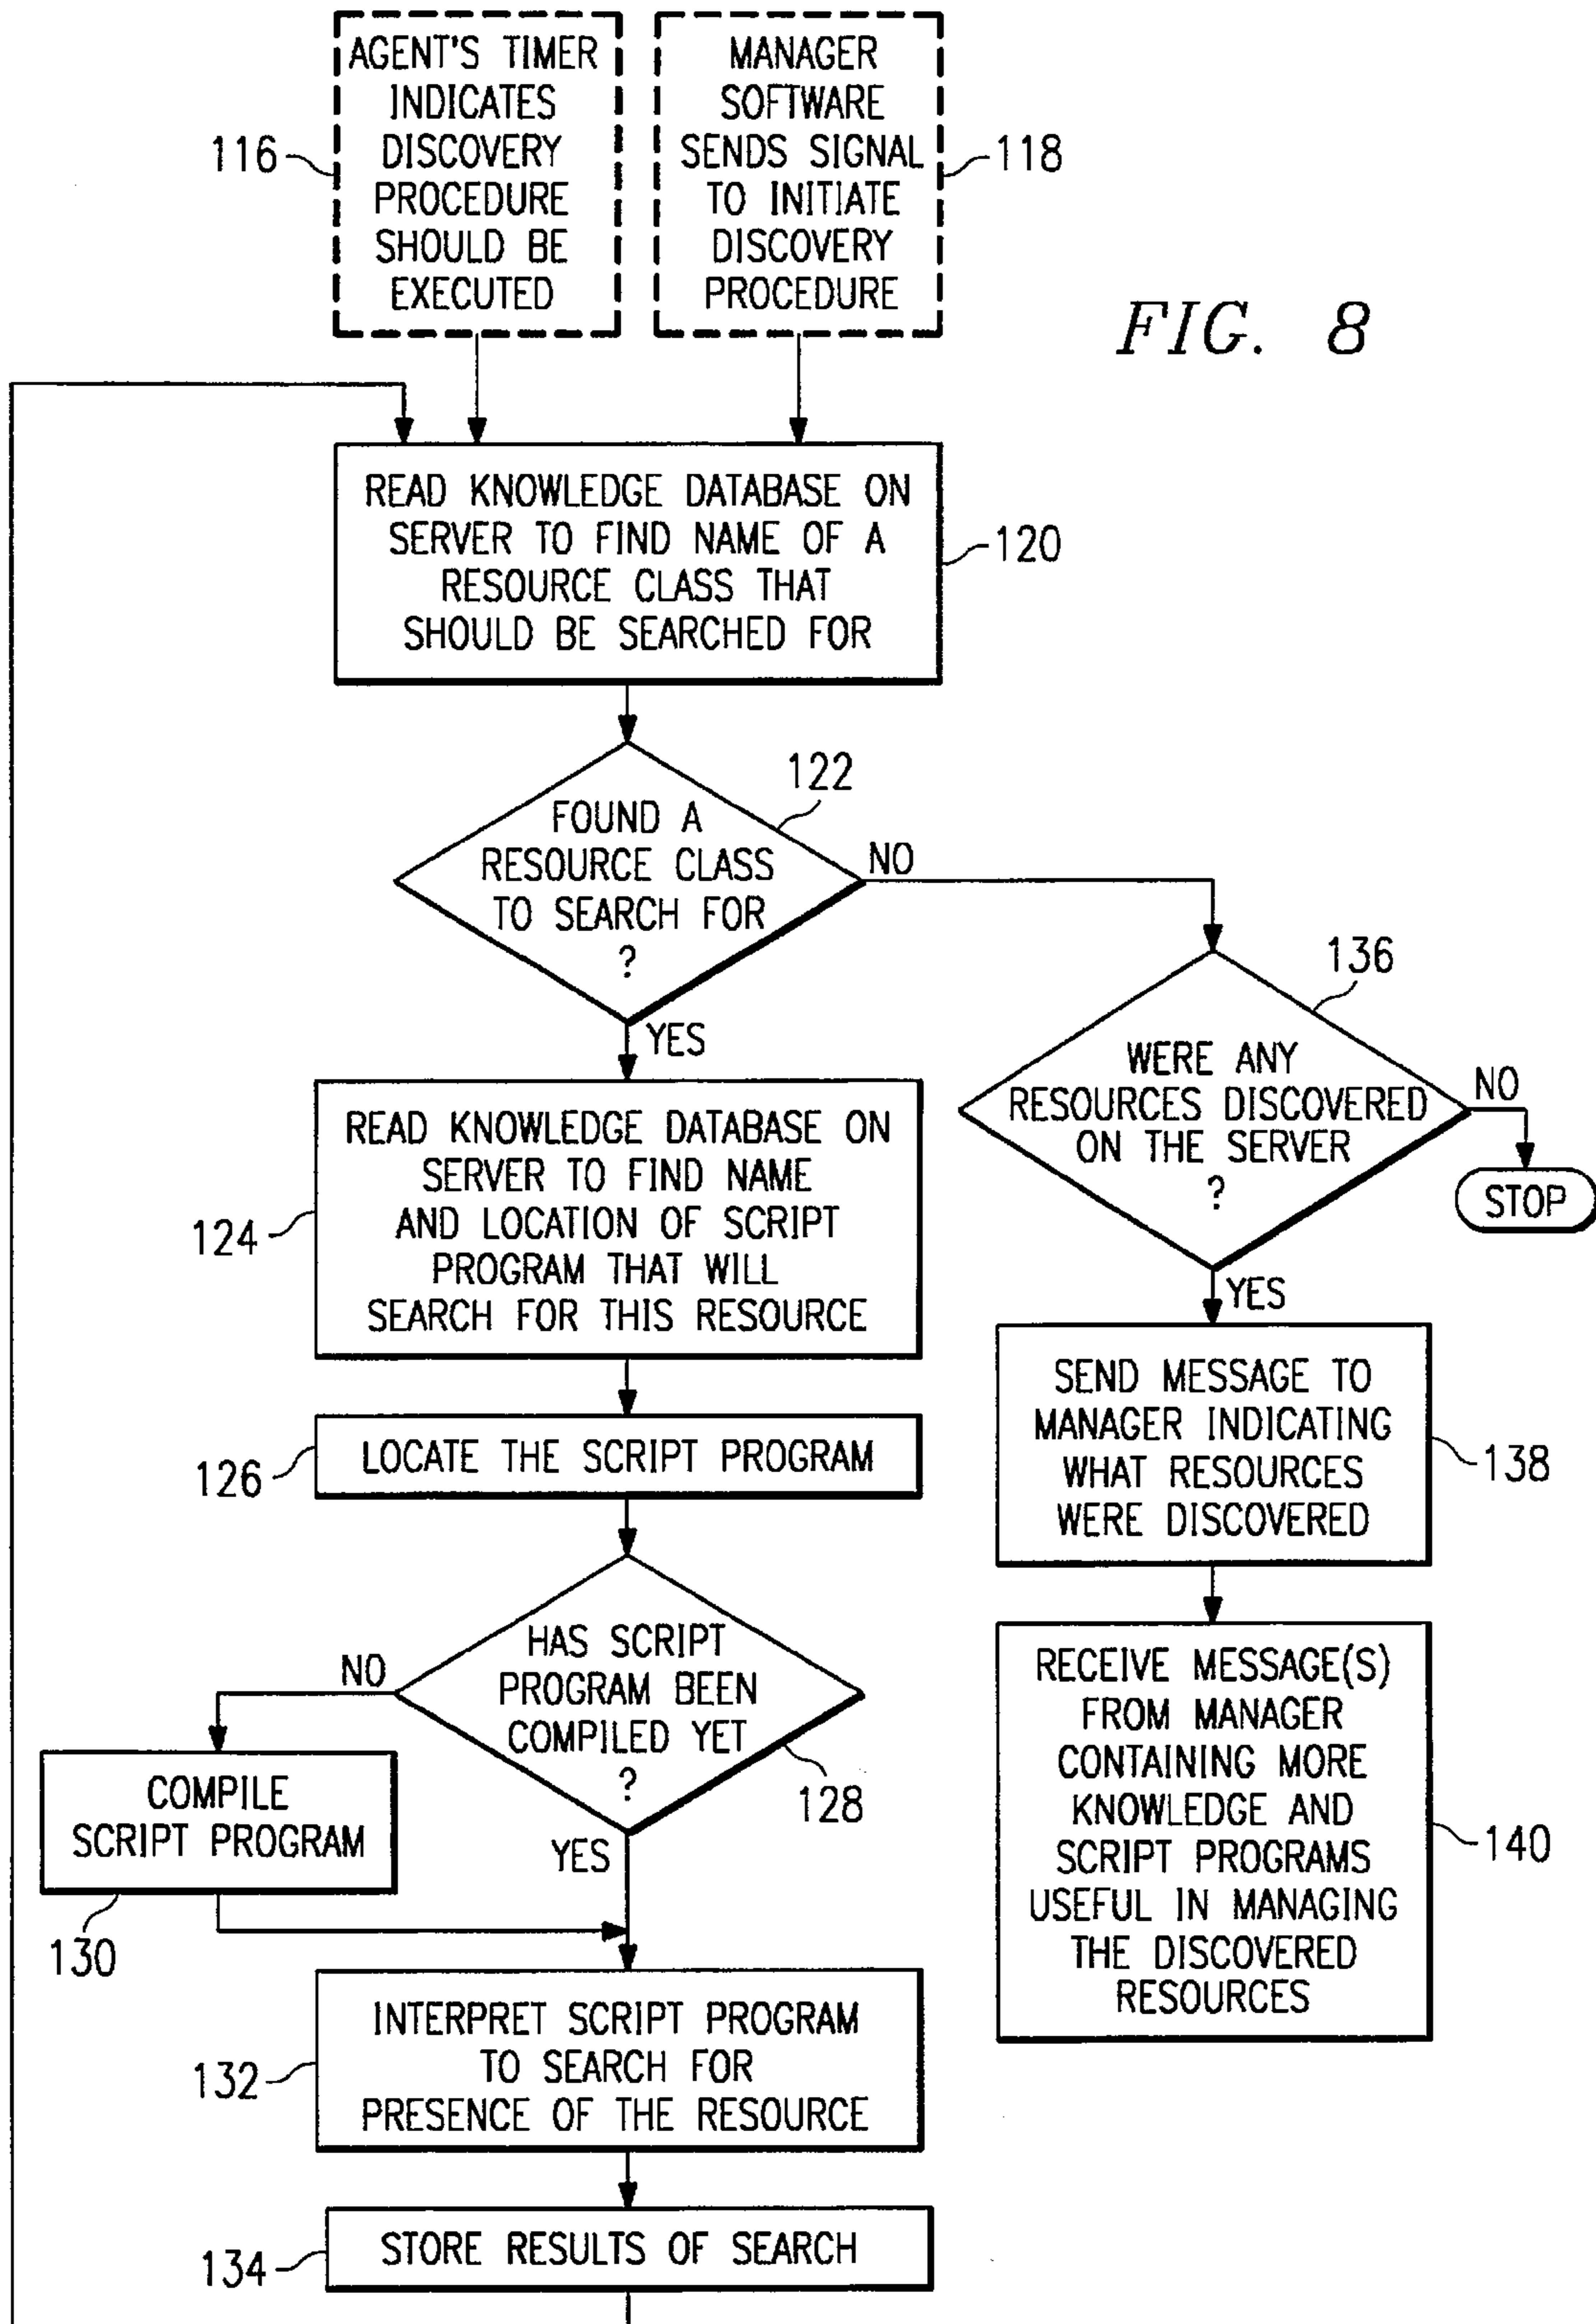 AGENT'S TIMER
INDICATES
DISCOVERY
PROCEDURE
SHOULD BE
EXECUTED
116
MANAGER
SOFTWARE
SENDS SIGNAL
TO INITIATE
DISCOVERY
PROCEDURE
118
FIG. 8
READ KNOWLEDGE DATABASE ON
SERVER TO FIND NAME OF A
RESOURCE CLASS THAT
SHOULD BE SEARCHED FOR
120
122
FOUND A
RESOURCE CLASS
TO SEARCH FOR
?
NO
YES
READ KNOWLEDGE DATABASE ON
SERVER TO FIND NAME
AND LOCATION OF SCRIPT
PROGRAM THAT WILL
SEARCH FOR THIS RESOURCE
124
LOCATE THE SCRIPT PROGRAM
126
HAS SCRIPT
PROGRAM BEEN
COMPILED YET
?
128
NO
YES
COMPILE
SCRIPT PROGRAM
130
INTERPRET SCRIPT PROGRAM
TO SEARCH FOR
PRESENCE OF THE RESOURCE
132
STORE RESULTS OF SEARCH
134
136
WERE ANY
RESOURCES DISCOVERED
ON THE SERVER
?
NO
STOP
YES
SEND MESSAGE TO
MANAGER INDICATING
WHAT RESOURCES
WERE DISCOVERED
138
RECEIVE MESSAGE(S)
FROM MANAGER
CONTAINING MORE
KNOWLEDGE AND
SCRIPT PROGRAMS
USEFUL IN MANAGING
THE DISCOVERED
RESOURCES
140